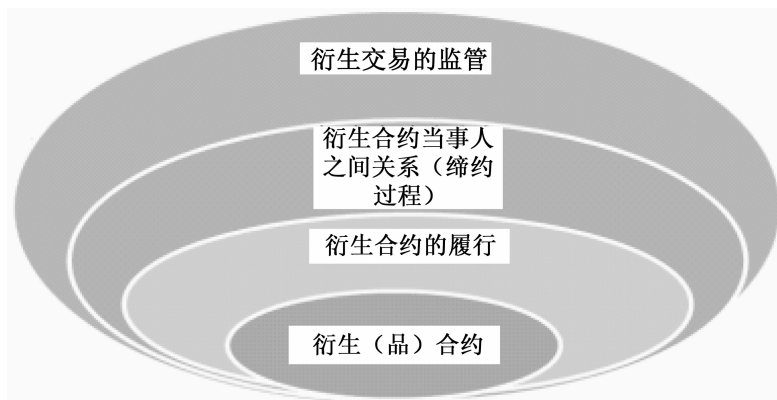 衍生交易的监管
衍生合约当事人
之间关系（缔约
过程）
衍生合约的履行
衍生（品）合约